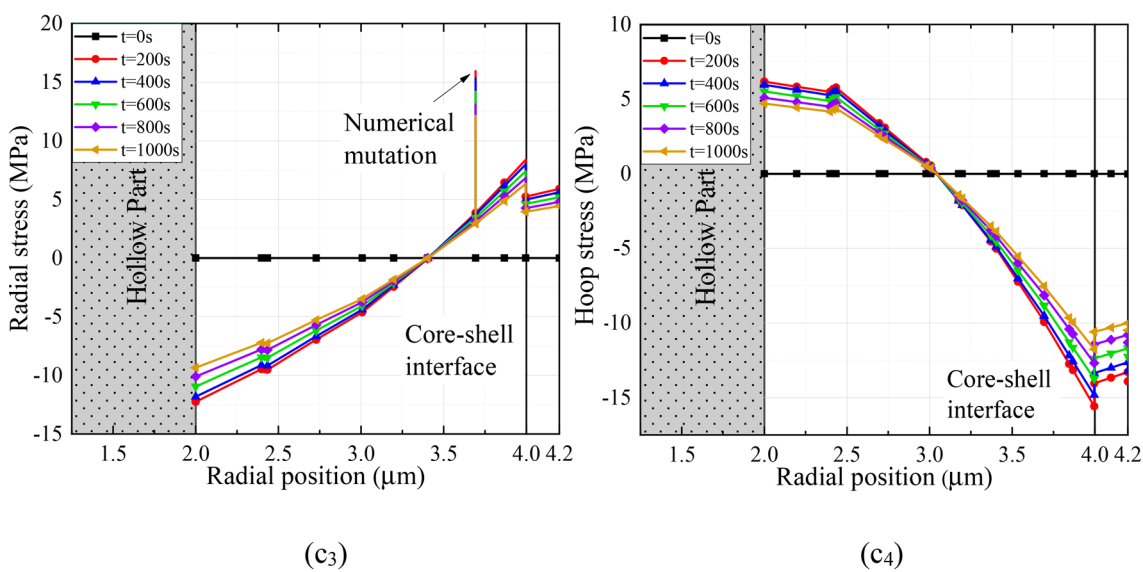 20
15
10
5
0
-5
-10
-15
Radial stress (MPa)
t=0s
t=200s
t=400s
t=600s
t=800s
t=1000s
Hollow Part
Numerical
mutation
Core-shell
interface
1.5 2.0 2.5 3.0 3.5 4.0 4.2
Radial position (μm)
(c3)
10
5
0
-5
-10
-15
Hoop stress (MPa)
t=0s
t=200s
t=400s
t=600s
t=800s
t=1000s
Hollow Part
Core-shell
interface
1.5 2.0 2.5 3.0 3.5 4.0 4.2
Radial position (μm)
(c4)